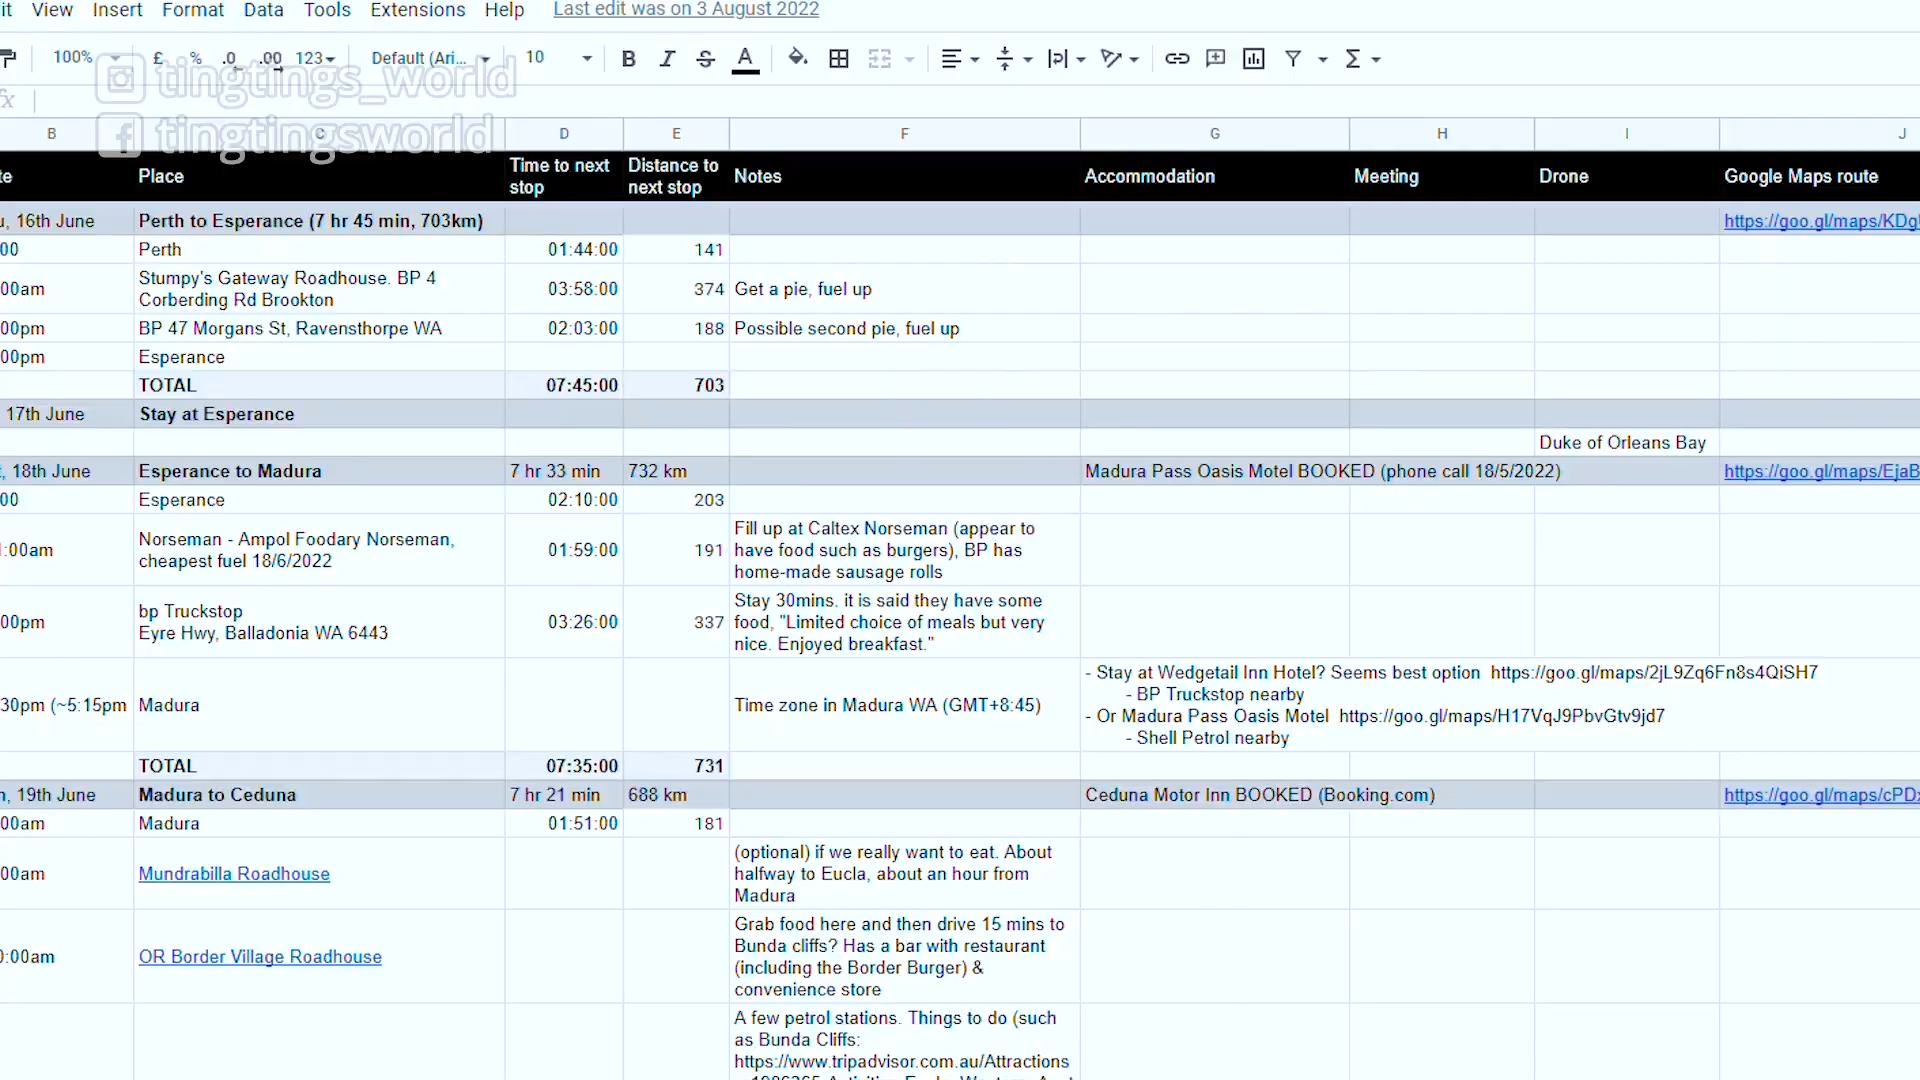 it View Insert Format Data Tools Extensions Help Last edit was on 3 August 2022
100% £ % .0 .00 123 Default (Ari... 10 B I S A
tingtings_world
fx
tingtingsworld
B C D E F G H I J
te Place Time to next stop Distance to next stop Notes Accommodation Meeting Drone Google Maps route
u, 16th June Perth to Esperance (7 hr 45 min, 703km) https://goo.gl/maps/KDg
00 Perth 01:44:00 141
00am Stumpy's Gateway Roadhouse. BP 4 Corberding Rd Brookton 03:58:00 374 Get a pie, fuel up
00pm BP 47 Morgans St, Ravensthorpe WA 02:03:00 188 Possible second pie, fuel up
00pm Esperance
TOTAL 07:45:00 703
17th June Stay at Esperance
Duke of Orleans Bay
, 18th June Esperance to Madura 7 hr 33 min 732 km Madura Pass Oasis Motel BOOKED (phone call 18/5/2022) https://goo.gl/maps/EjaB
00 Esperance 02:10:00 203
:00am Norseman - Ampol Foodary Norseman, cheapest fuel 18/6/2022 01:59:00 191 Fill up at Caltex Norseman (appear to have food such as burgers), BP has home-made sausage rolls
00pm bp Truckstop
Eyre Hwy, Balladonia WA 6443 03:26:00 337 Stay 30mins. it is said they have some food, "Limited choice of meals but very nice. Enjoyed breakfast."
30pm (~5:15pm Madura Time zone in Madura WA (GMT+8:45)
- Stay at Wedgetail Inn Hotel? Seems best option https://goo.gl/maps/2jL9Zq6Fn8s4QiSH7
- BP Truckstop nearby
- Or Madura Pass Oasis Motel https://goo.gl/maps/H17VqJ9PbvGtv9jd7
- Shell Petrol nearby
TOTAL 07:35:00 731
n, 19th June Madura to Ceduna 7 hr 21 min 688 km Ceduna Motor Inn BOOKED (Booking.com) https://goo.gl/maps/cPD
00am Madura 01:51:00 181
00am Mundrabilla Roadhouse (optional) if we really want to eat. About halfway to Eucla, about an hour from Madura
0:00am OR Border Village Roadhouse Grab food here and then drive 15 mins to Bunda cliffs? Has a bar with restaurant (including the Border Burger) & convenience store
A few petrol stations. Things to do (such as Bunda Cliffs:
https://www.tripadvisor.com.au/Attractions